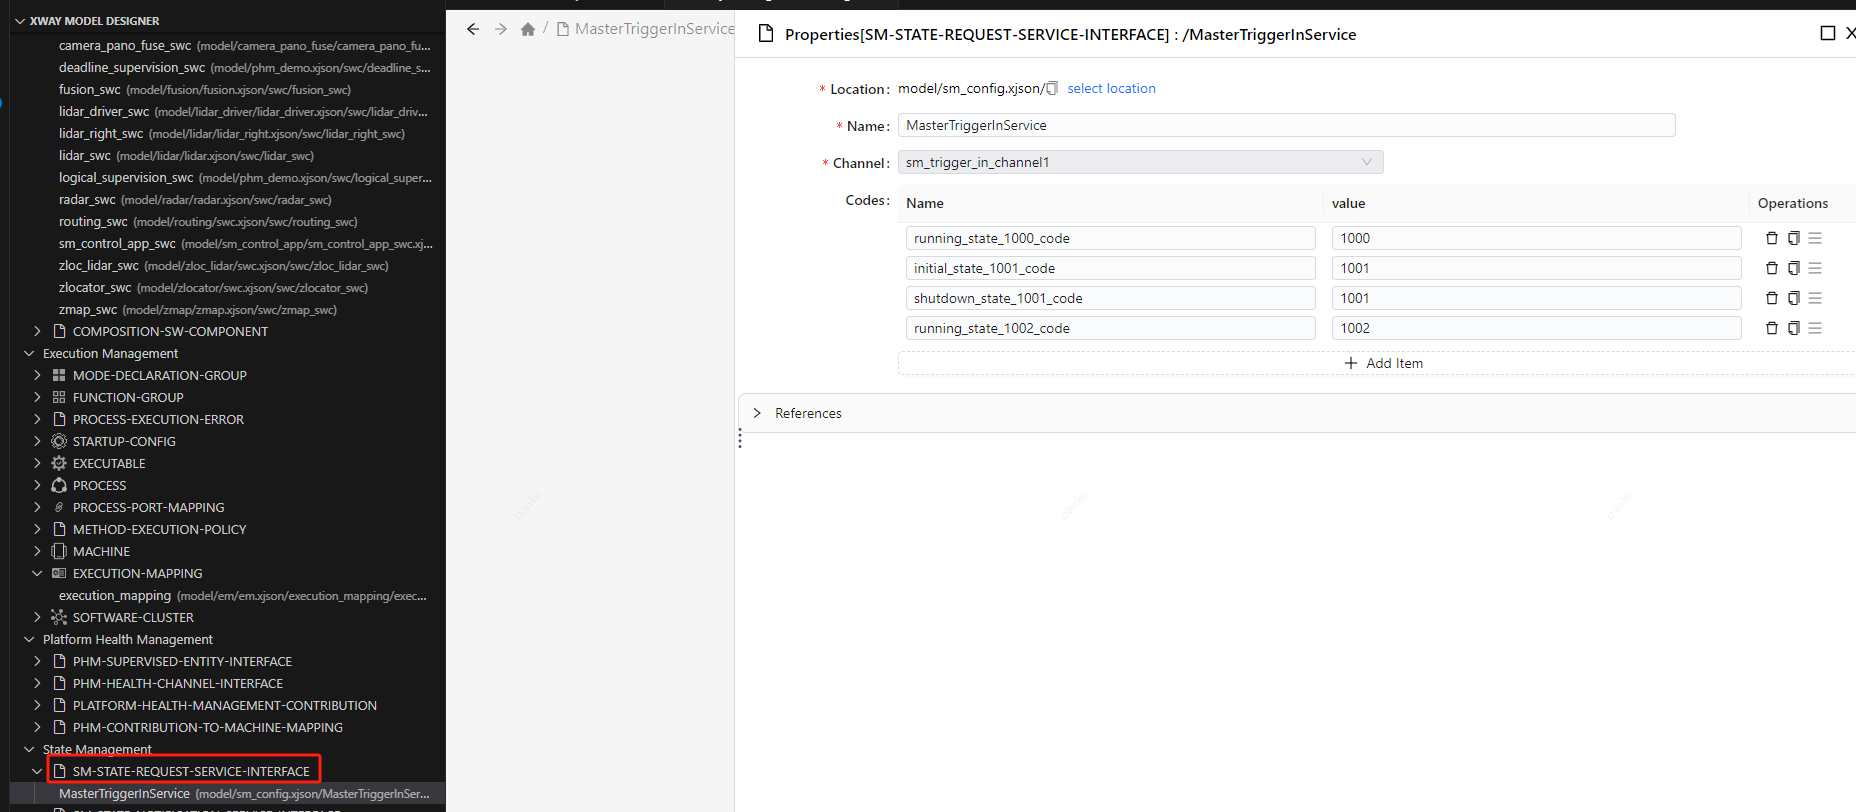 XWAY MODEL DESIGNER
camera_pano_fuse_swc (model/camera_pano_fuse/camera_pano_fu...
deadline_supervision_swc (model/phm_demo.xjson/swc/deadline_s...
fusion_swc (model/fusion/fusion.xjson/swc/fusion_swc)
lidar_driver_swc (model/lidar_driver/lidar_driver.xjson/swc/lidar_driv...
lidar_right_swc (model/lidar/lidar_right.xjson/swc/lidar_right_swc)
lidar_swc (model/lidar/lidar.xjson/swc/lidar_swc)
logical_supervision_swc (model/phm_demo.xjson/swc/logical_super...
radar_swc (model/radar/radar.xjson/swc/radar_swc)
routing_swc (model/routing/swc.xjson/swc/routing_swc)
sm_control_app_swc (model/sm_control_app/sm_control_app_swc.xj...
zloc_lidar_swc (model/zloc_lidar/swc.xjson/swc/zloc_lidar_swc)
zlocator_swc (model/zlocator/swc.xjson/swc/zlocator_swc)
zmap_swc (model/zmap/zmap.xjson/swc/zmap_swc)
COMPOSITION-SW-COMPONENT
Execution Management
MODE-DECLARATION-GROUP
FUNCTION-GROUP
PROCESS-EXECUTION-ERROR
STARTUP-CONFIG
EXECUTABLE
PROCESS
PROCESS-PORT-MAPPING
METHOD-EXECUTION-POLICY
MACHINE
EXECUTION-MAPPING
execution_mapping (model/em/em.xjson/execution_mapping/exec...
SOFTWARE-CLUSTER
Platform Health Management
PHM-SUPERVISED-ENTITY-INTERFACE
PHM-HEALTH-CHANNEL-INTERFACE
PLATFORM-HEALTH-MANAGEMENT-CONTRIBUTION
PHM-CONTRIBUTION-TO-MACHINE-MAPPING
State Management
SM-STATE-REQUEST-SERVICE-INTERFACE
MasterTriggerInService (model/sm_config.xjson/MasterTriggerInSer...
/ MasterTriggerInService
Properties[SM-STATE-REQUEST-SERVICE-INTERFACE] : /MasterTriggerInService
* Location: model/sm_config.xjson/ select location
* Name: MasterTriggerInService
* Channel: sm_trigger_in_channel1
Codes: Name value Operations
running_state_1000_code 1000
initial_state_1001_code 1001
shutdown_state_1001_code 1001
running_state_1002_code 1002
+ Add Item
References